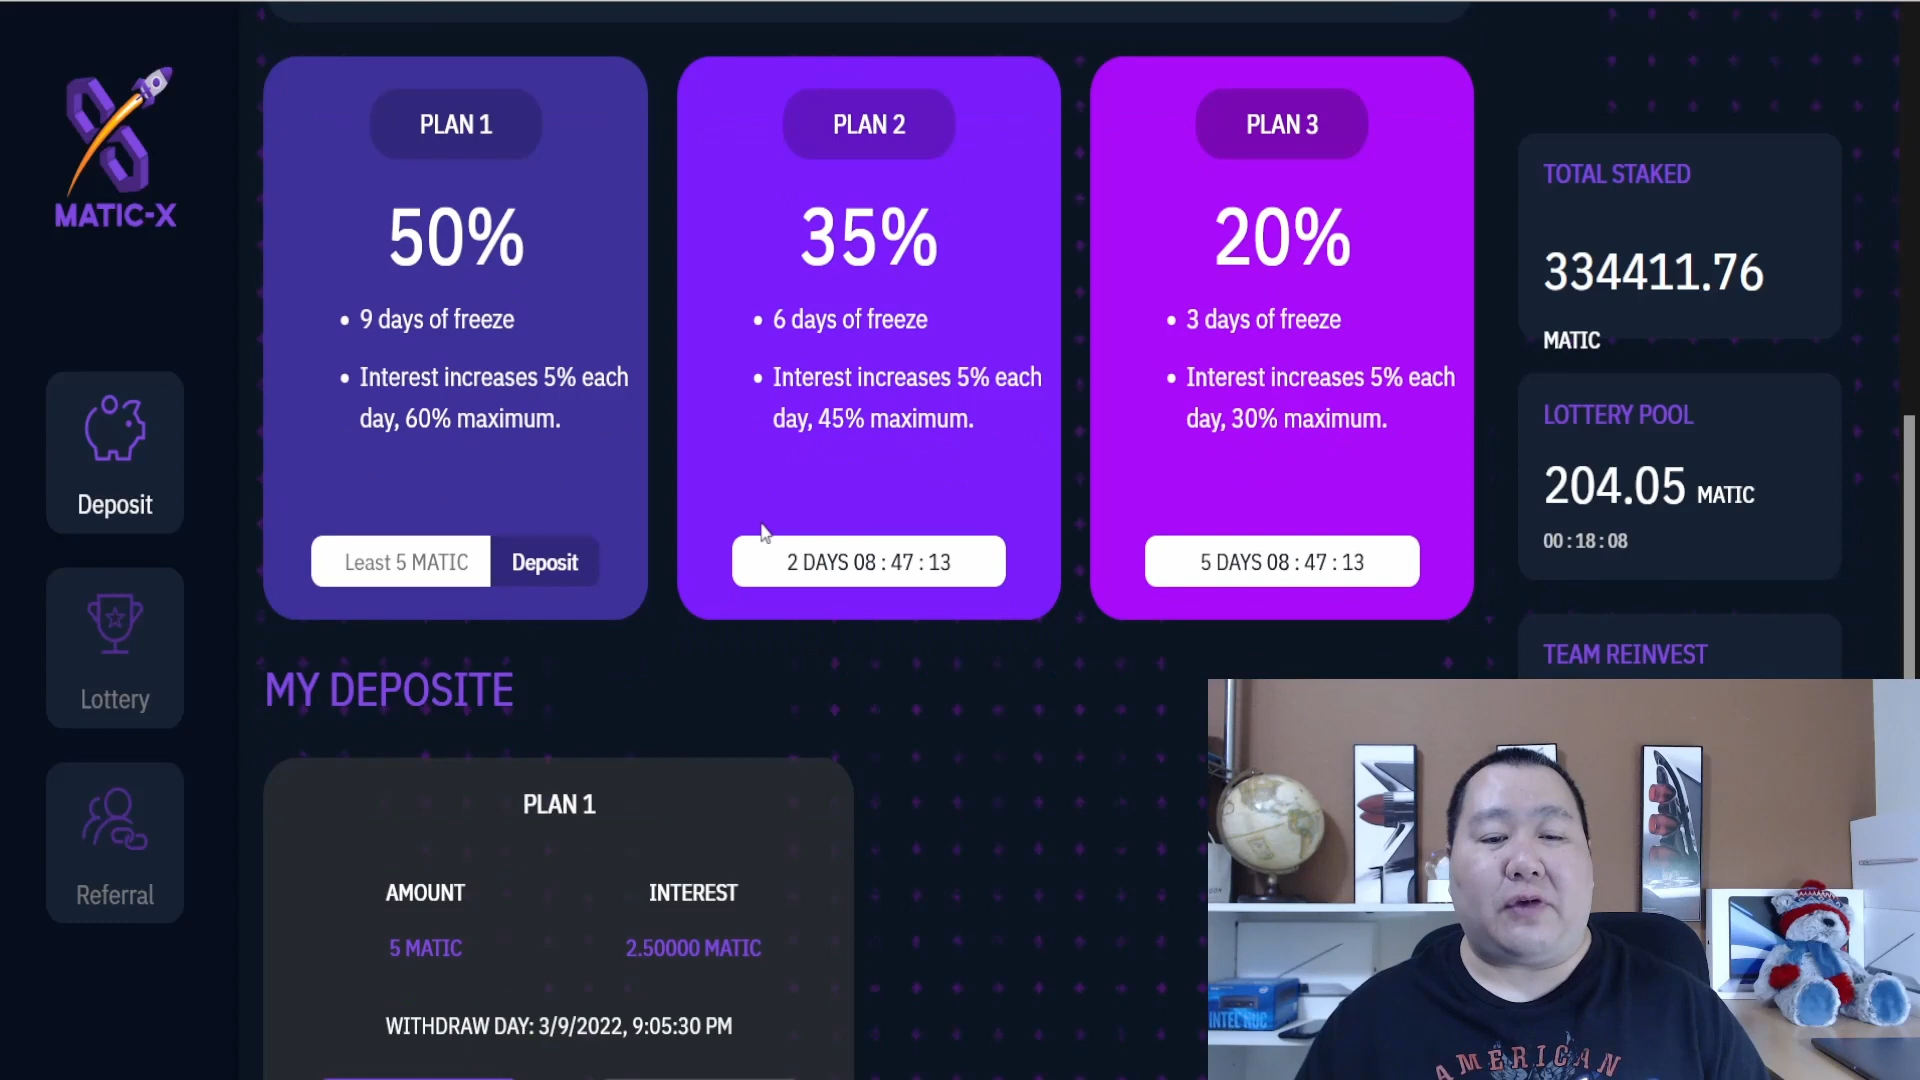 MATIC-X
Deposit
Lottery
Referral
PLAN 1
50%
• 9 days of freeze
• Interest increases 5% each
day, 60% maximum.
Least 5 MATIC
Deposit
PLAN 2
35%
• 6 days of freeze
• Interest increases 5% each
day, 45% maximum.
2 DAYS 08 : 47 : 13
PLAN 3
20%
• 3 days of freeze
• Interest increases 5% each
day, 30% maximum.
5 DAYS 08 : 47 : 13
TOTAL STAKED
334411.76
MATIC
LOTTERY POOL
204.05 MATIC
00 : 18 : 08
TEAM REINVEST
MY DEPOSITE
PLAN 1
AMOUNT INTEREST
5 MATIC 2.50000 MATIC
WITHDRAW DAY: 3/9/2022, 9:05:30 PM
INTEL NUC
AMERICAN